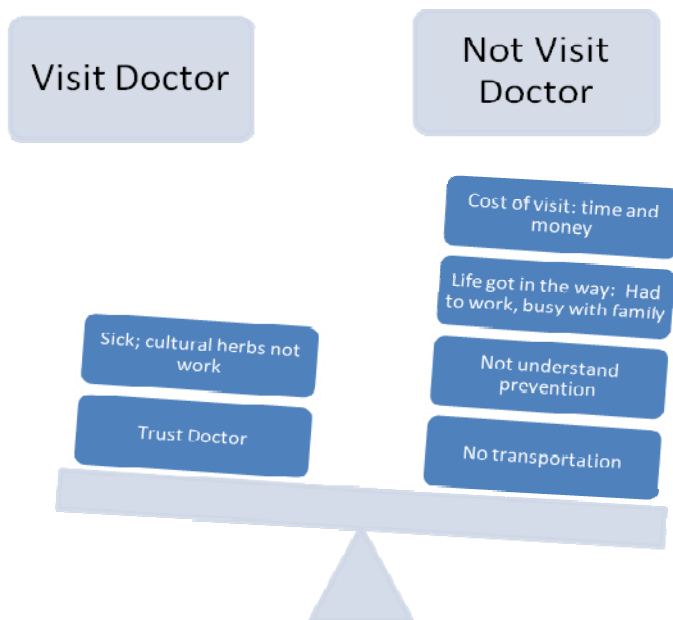 Visit Doctor
Not Visit
Doctor
Cost of visit: time and
money
Life got in the way: Had
to work, busy with family
Sick; cultural herbs not
work
Not understand
prevention
Trust Doctor
No transportation